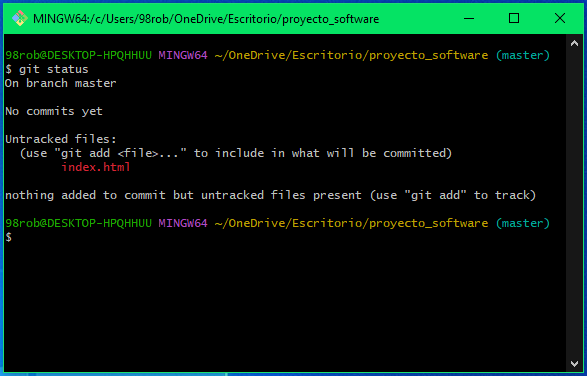 MINGW64:/c/Users/98rob/OneDrive/Escritorio/proyecto_software
98rob@DESKTOP-HPQHHUU MINGW64 ~/OneDrive/Escritorio/proyecto_software (master)
$ git status
On branch master
No commits yet
Untracked files:
(use "git add <file>..." to include in what will be committed)
index.html
nothing added to commit but untracked files present (use "git add" to track)
98rob@DESKTOP-HPQHHUU MINGW64 ~/OneDrive/Escritorio/proyecto_software (master)
$